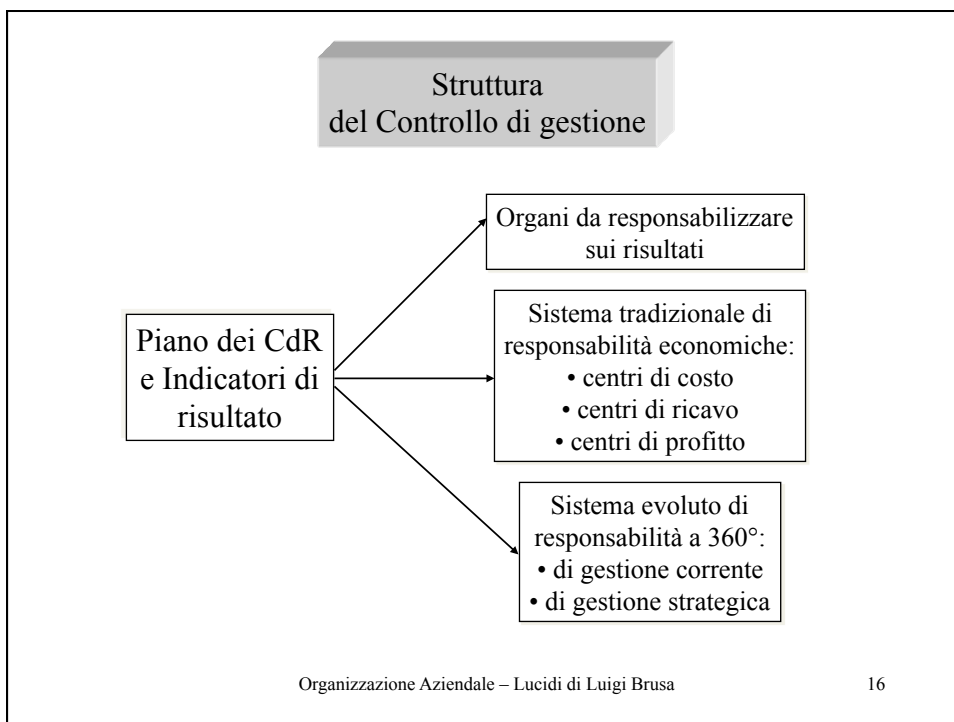 Struttura
del Controllo di gestione
Piano dei CdR
e Indicatori di
risultato
Organi da responsabilizzare
sui risultati
Sistema tradizionale di
responsabilità economiche:
• centri di costo
• centri di ricavo
• centri di profitto
Sistema evoluto di
responsabilità a 360°:
• di gestione corrente
• di gestione strategica
Organizzazione Aziendale – Lucidi di Luigi Brusa
16